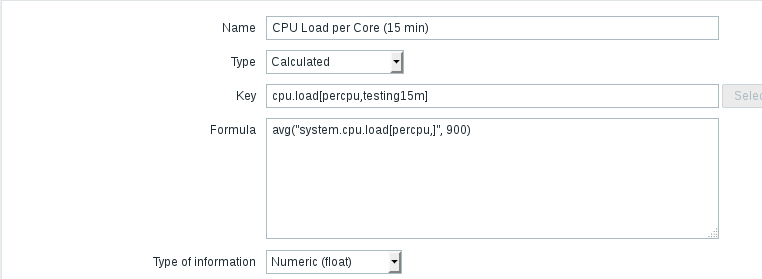 Name CPU Load per Core (15 min)
Type Calculated
Key cpu.load[percpu,testing15m] Selec
Formula avg("system.cpu.load[percpu,]", 900)
Type of information Numeric (float)